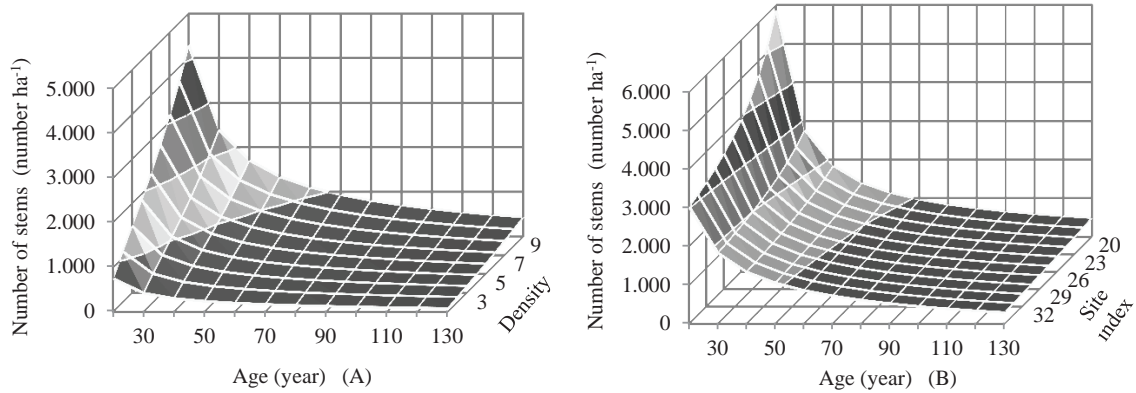 Number of stems (number ha⁻¹)
5.000
4.000
3.000
2.000
1.000
0
30 50 70 90 110 130
Age (year) (A)
3 5 7 9
Density
Number of stems (number ha⁻¹)
6.000
5.000
4.000
3.000
2.000
1.000
0
30 50 70 90 110 130
Age (year) (B)
32 29 26 23 20
Site
index